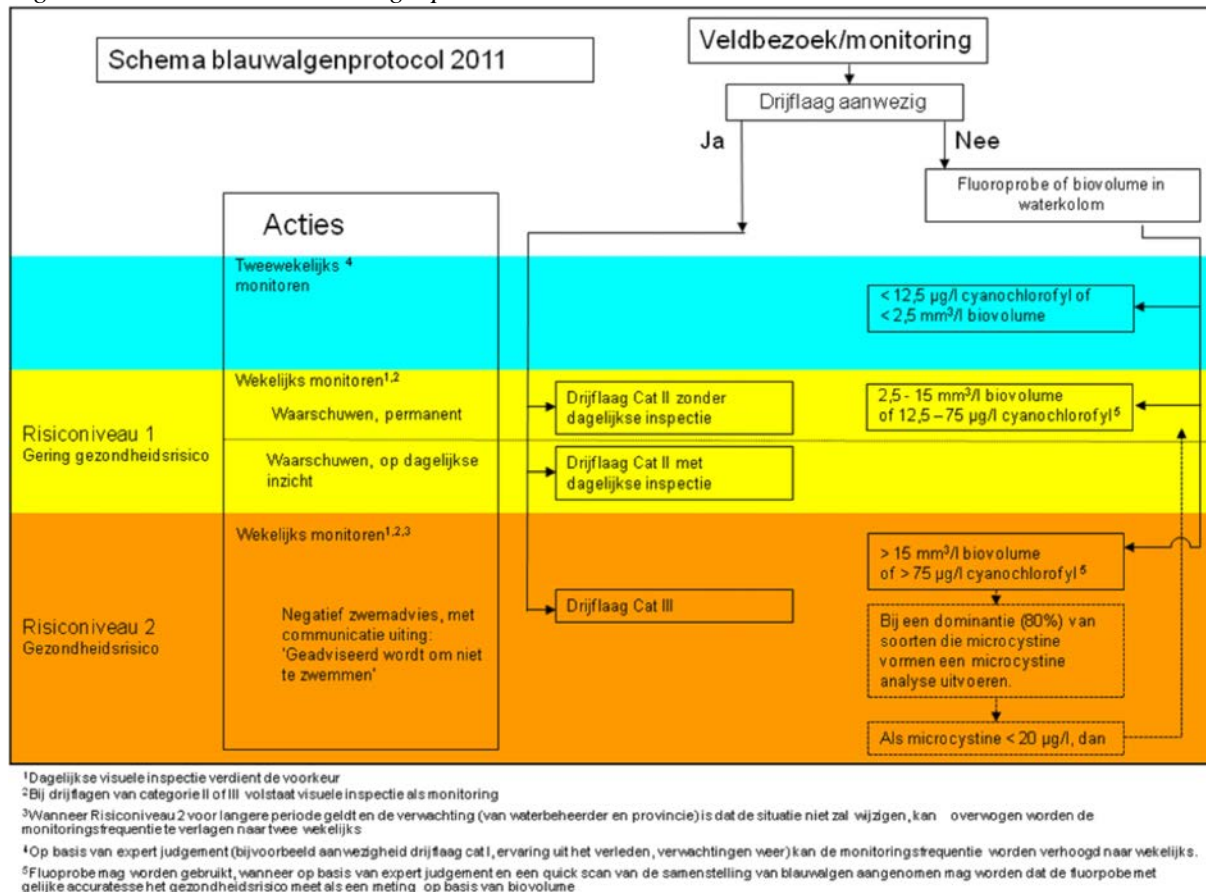 Schema blauwalgenprotocol 2011
Veldbezoek/monitoring
Drijflaag aanwezig
Ja
Nee
Fluoroprobe of biovolume in
waterkolom
Acties
Tweewekelijks ⁴
monitoren
< 12,5 µg/l cyanochlorofyl of
< 2,5 mm³/l biovolume
Risiconiveau 1
Gering gezondheidsrisico
Wekelijks monitoren¹,²
Waarschuwen, permanent
Drijflaag Cat II zonder
dagelijkse inspectie
2,5 - 15 mm³/l biovolume
of 12,5 – 75 µg/l cyanochlorofyl⁵
Waarschuwen, op dagelijkse
inzicht
Drijflaag Cat II met
dagelijkse inspectie
Risiconiveau 2
Gezondheidsrisico
Wekelijks monitoren¹,²,³
Negatief zwemadvies, met
communicatie uiting:
'Geadviseerd wordt om niet
te zwemmen'
Drijflaag Cat III
> 15 mm³/l biovolume
of > 75 µg/l cyanochlorofyl ⁵
Bij een dominantie (80%) van
soorten die microcystine
vormen een microcystine
analyse uitvoeren.
Als microcystine < 20 µg/l, dan
¹Dagelijkse visuele inspectie verdient de voorkeur
²Bij drijflagen van categorie II of III volstaat visuele inspectie als monitoring
³Wanneer Risiconiveau 2 voor langere periode geldt en de verwachting (van waterbeheerder en provincie) is dat de situatie niet zal wijzigen, kan overwogen worden de
monitoringsfrequentie te verlagen naar twee wekelijks
⁴Op basis van expert judgement (bijvoorbeeld aanwezigheid drijflaag cat I, ervaring uit het verleden, verwachtingen weer) kan de monitoringsfrequentie worden verhoogd naar wekelijks.
⁵Fluoprobe mag worden gebruikt, wanneer op basis van expert judgement en een quick scan van de samenstelling van blauwalgen aangenomen mag worden dat de fluorpobe met
gelijke accuratesse het gezondheidsrisico meet als een meting op basis van biovolume